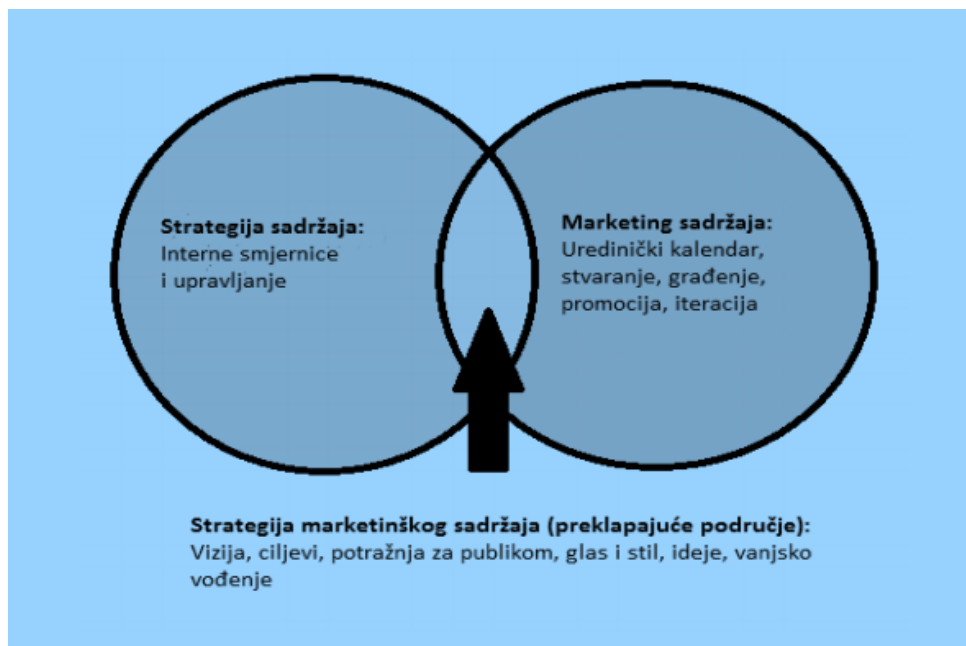 Strategija sadržaja:
Interne smjernice
i upravljanje
Marketing sadržaja:
Uredinički kalendar,
stvaranje, građenje,
promocija, iteracija
Strategija marketinškog sadržaja (preklapajuće područje):
Vizija, ciljevi, potražnja za publikom, glas i stil, ideje, vanjsko
vođenje